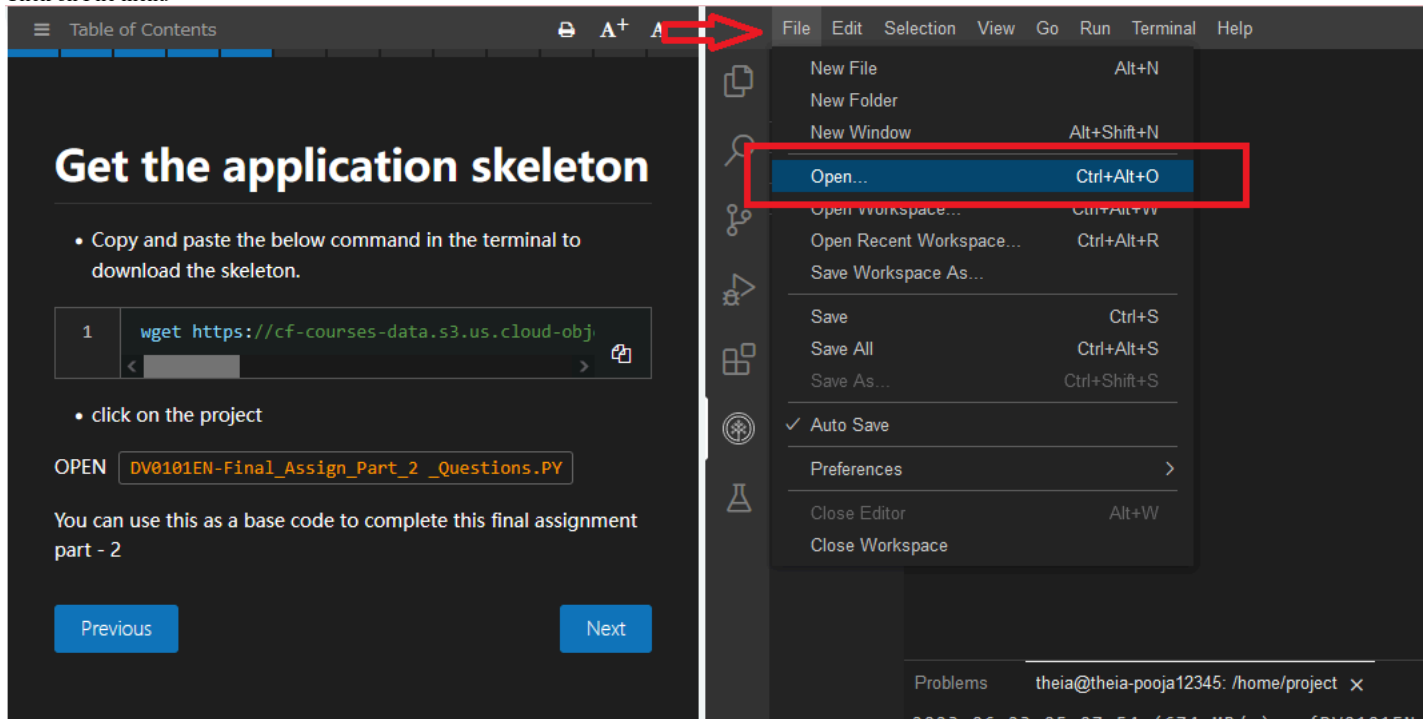 Table of Contents
A+ A
Get the application skeleton
• Copy and paste the below command in the terminal to
download the skeleton.
1 wget https://cf-courses-data.s3.us.cloud-obj
• click on the project
OPEN DV0101EN-Final_Assign_Part_2 _Questions.PY
You can use this as a base code to complete this final assignment
part - 2
Previous Next
File Edit Selection View Go Run Terminal Help
New File Alt+N
New Folder
New Window Alt+Shift+N
Open... Ctrl+Alt+O
Open Workspace... Ctrl+Alt+W
Open Recent Workspace... Ctrl+Alt+R
Save Workspace As...
Save Ctrl+S
Save All Ctrl+Alt+S
Save As... Ctrl+Shift+S
✓ Auto Save
Preferences >
Close Editor Alt+W
Close Workspace
Problems theia@theia-pooja12345: /home/project ×